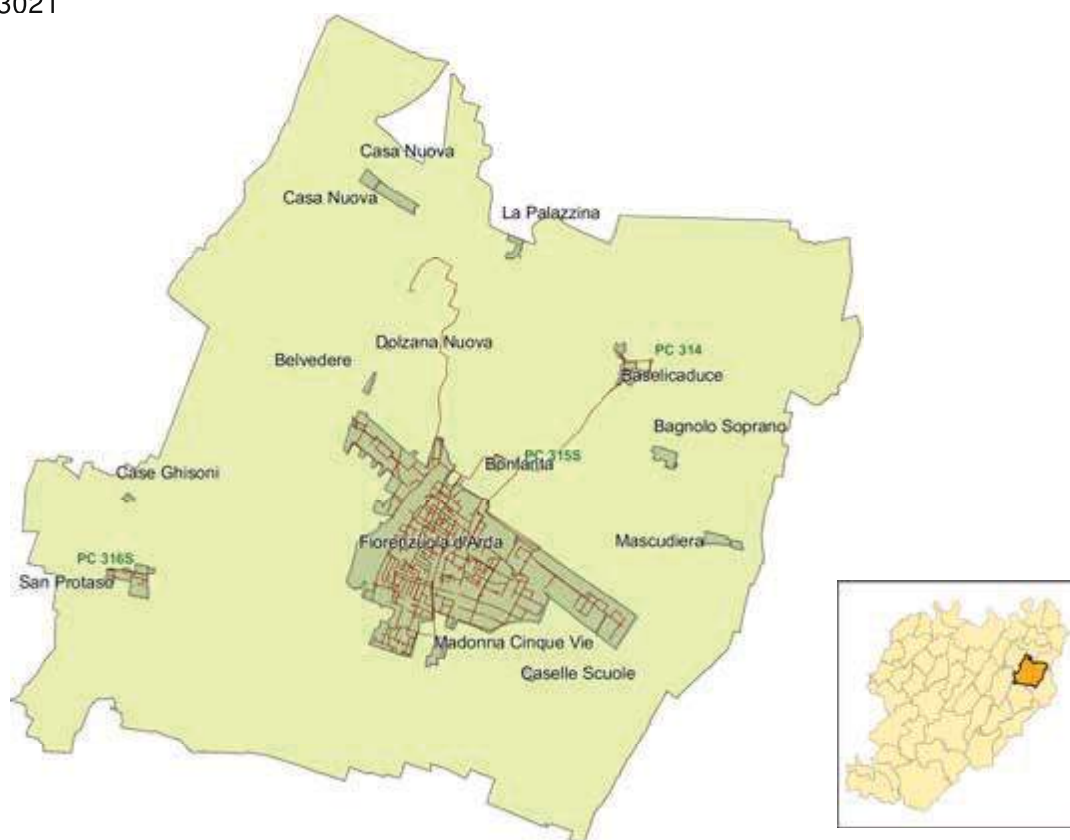 3021
Casa Nuova
Casa Nuova
La Palazzina
Dolzana Nuova
Belvedere
PC 314
Baselicaduce
Bagnolo Soprano
PC 315S
Case Ghisoni
Fiorenzuola d'Arda
Mascudiera
PC 316S
San Protaso
Madonna Cinque Vie
Caselle Scuole